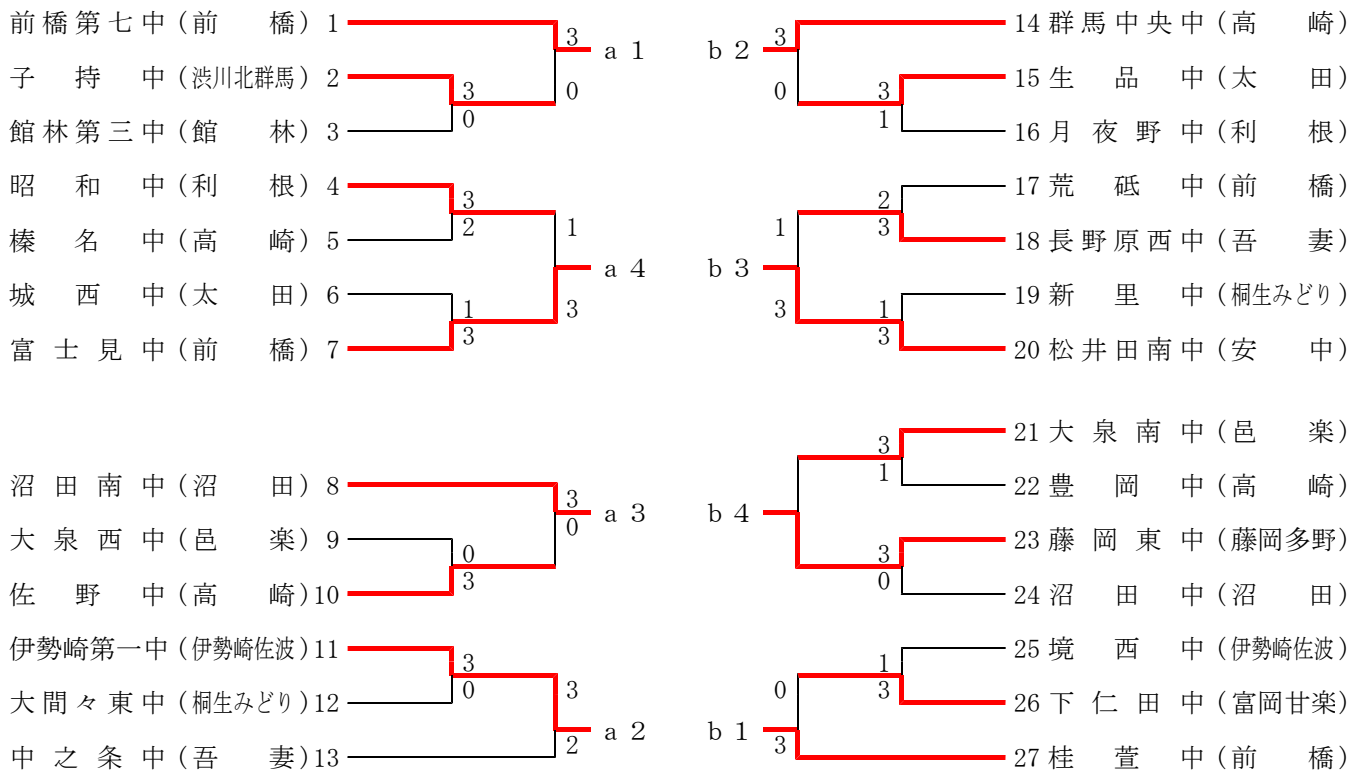 前橋第七中（前　橋）1
3
a 1
0
子持中（渋川北群馬）2
3
0
館林第三中（館　林）3
昭和中（利　根）4
3
2
榛名中（高　崎）5
1
a 4
3
城西中（太　田）6
1
3
富士見中（前　橋）7
沼田南中（沼　田）8
3
a 3
0
大泉西中（邑　楽）9
0
3
佐野中（高　崎）10
伊勢崎第一中（伊勢崎佐波）11
3
0
大間々東中（桐生みどり）12
3
a 2
2
中之条中（吾　妻）13
14 群馬中央中（高　崎）
3
b 2
0
15 生品中（太　田）
3
1
16 月夜野中（利　根）
17 荒砥中（前　橋）
2
3
18 長野原西中（吾　妻）
1
b 3
3
19 新里中（桐生みどり）
1
3
20 松井田南中（安　中）
21 大泉南中（邑　楽）
3
1
22 豊岡中（高　崎）
b 4
23 藤岡東中（藤岡多野）
3
0
24 沼田中（沼　田）
25 境西中（伊勢崎佐波）
1
3
26 下仁田中（富岡甘楽）
0
b 1
3
27 桂萱中（前　橋）